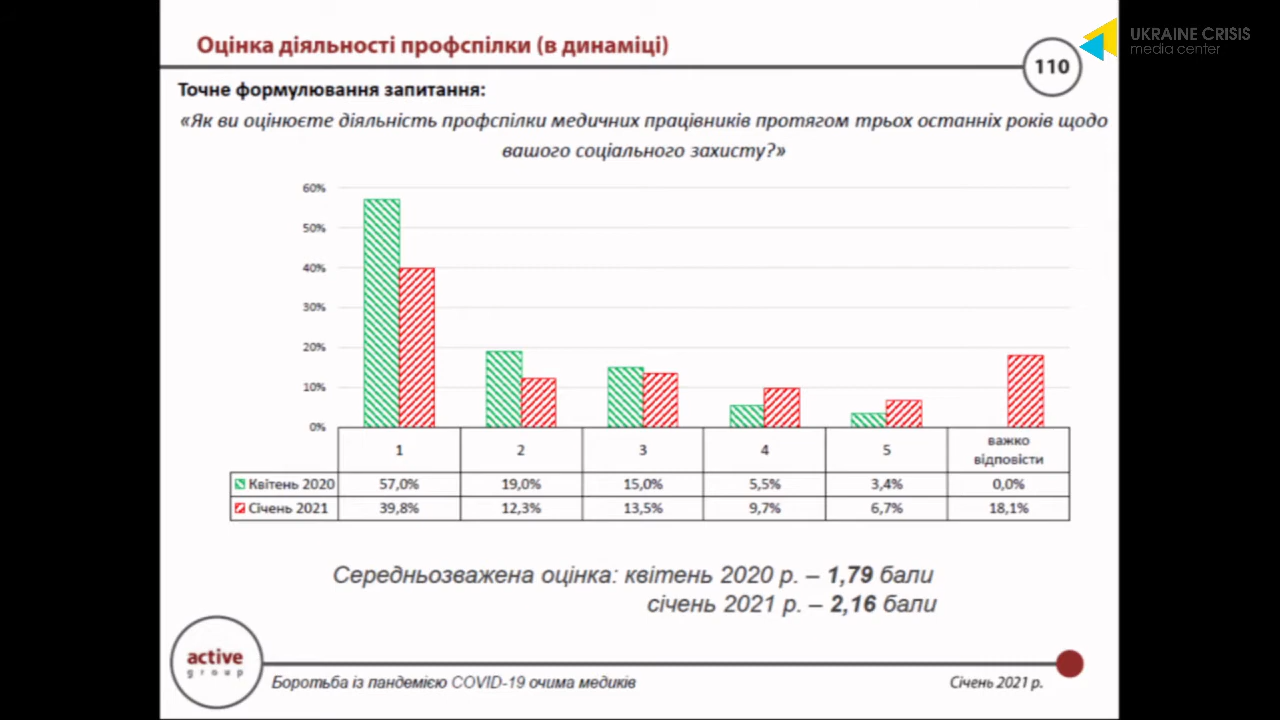 Оцінка діяльності профспілки (в динаміці)
110
UKRAINE CRISIS
media center
Точне формулювання запитання:
«Як ви оцінюєте діяльність профспілки медичних працівників протягом трьох останніх років щодо
вашого соціального захисту?»
60%
50%
40%
30%
20%
10%
0%
1 2 3 4 5 важко
відповісти
Квітень 2020 57,0% 19,0% 15,0% 5,5% 3,4% 0,0%
Січень 2021 39,8% 12,3% 13,5% 9,7% 6,7% 18,1%
Середньозважена оцінка: квітень 2020 р. – 1,79 бали
січень 2021 р. – 2,16 бали
active
group
Боротьба із пандемією COVID-19 очима медиків
Січень 2021 р.